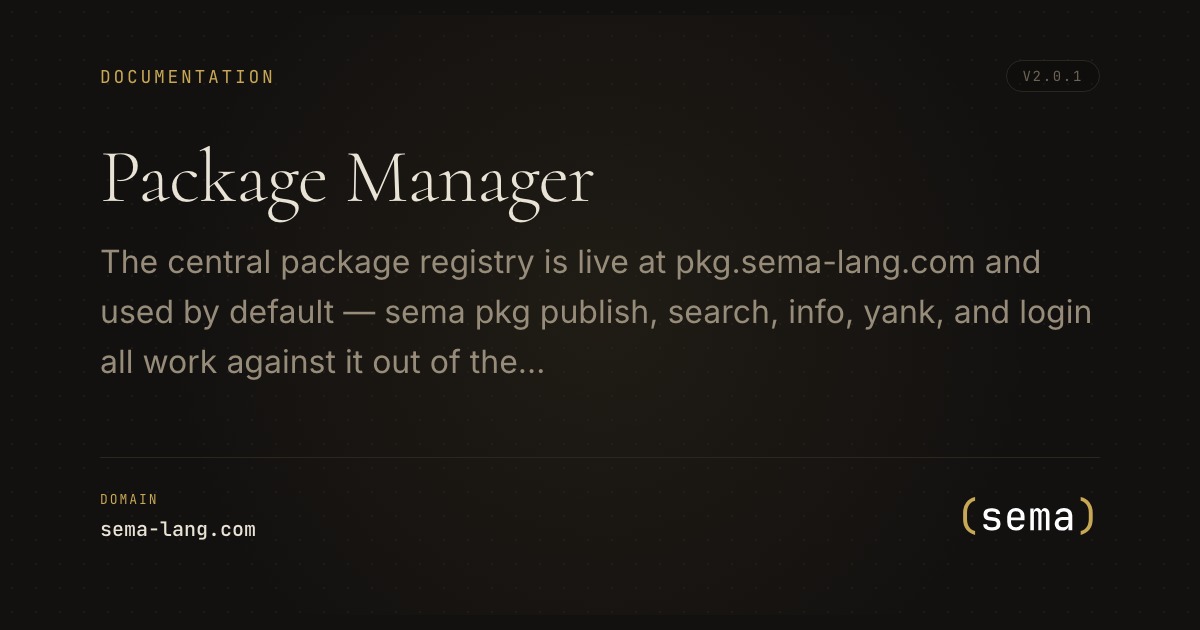 DOCUMENTATION
V2.0.1
Package Manager
The central package registry is live at pkg.sema-lang.com and
used by default — sema pkg publish, search, info, yank, and login
all work against it out of the...
DOMAIN
sema-lang.com
(sema)